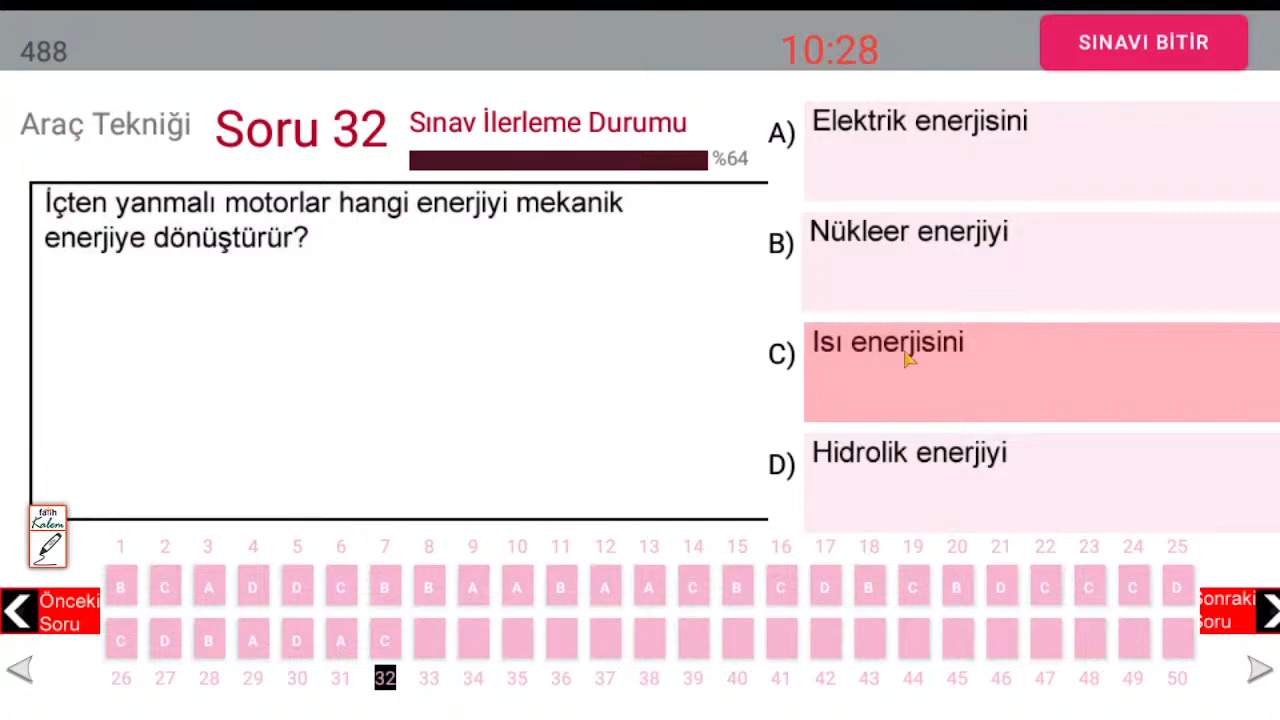 488
10:28
SINAVI BİTİR
Araç Tekniği
Soru 32
Sınav İlerleme Durumu
%64
İçten yanmalı motorlar hangi enerjiyi mekanik
enerjiye dönüştürür?
A) Elektrik enerjisini
B) Nükleer enerjiyi
C) Isı enerjisini
D) Hidrolik enerjiyi
fatih
Kalem
1 2 3 4 5 6 7 8 9 10 11 12 13 14 15 16 17 18 19 20 21 22 23 24 25
B C A D D C B B A A B A A C B C D B C B D C C C D
Önceki
Soru
C D B A D A C
26 27 28 29 30 31 32 33 34 35 36 37 38 39 40 41 42 43 44 45 46 47 48 49 50
Sonraki
Soru